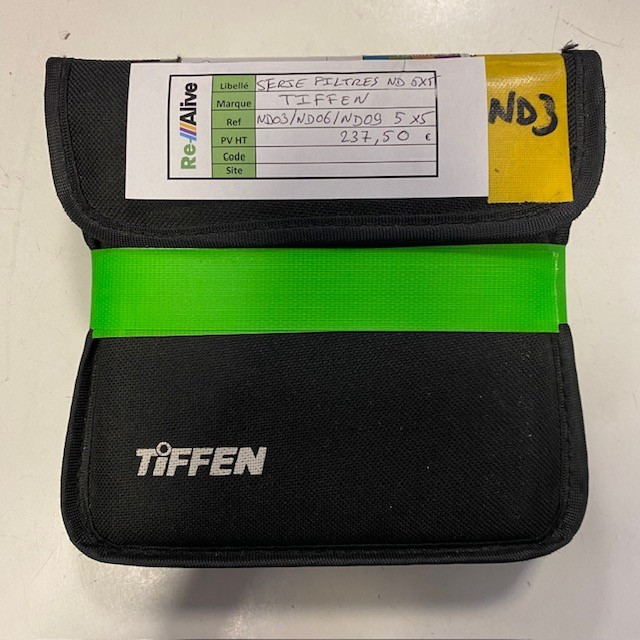 Re-///Alive
Libellé SERIE FILTRES ND 5X5
Marque TIFFEN
Ref ND03/ND06/ND09 5X5
PV HT 237,50 €
Code
Site
ND3
TIFFEN